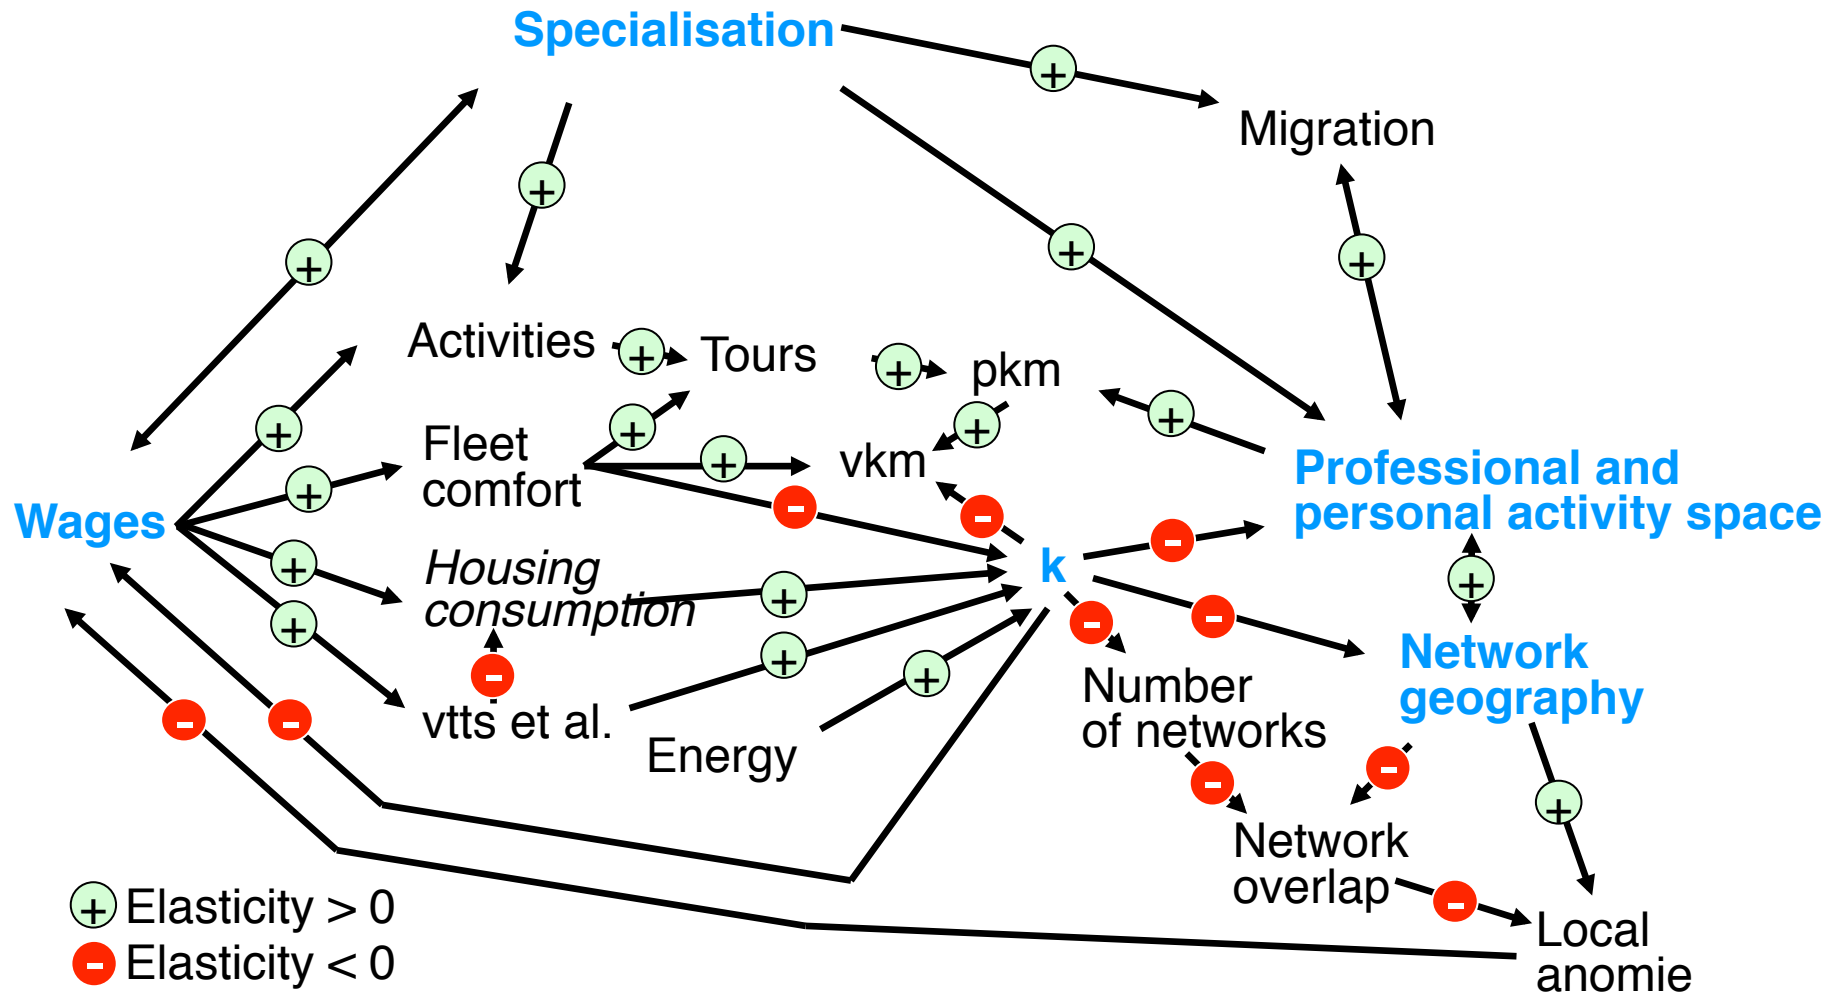 Specialisation
+
Migration
+
+
+
+
Activities
+
Tours
+
pkm
+
+
Fleet
comfort
+
+
+
vkm
+
-
-
Professional and
personal activity space
Wages
+
+
Housing
consumption
+
k
-
-
-
+
Network
geography
+
-
vtts et al.
+
Energy
+
Number
of networks
-
-
-
-
+
Network
overlap
-
Local
anomie
+ Elasticity > 0
- Elasticity < 0